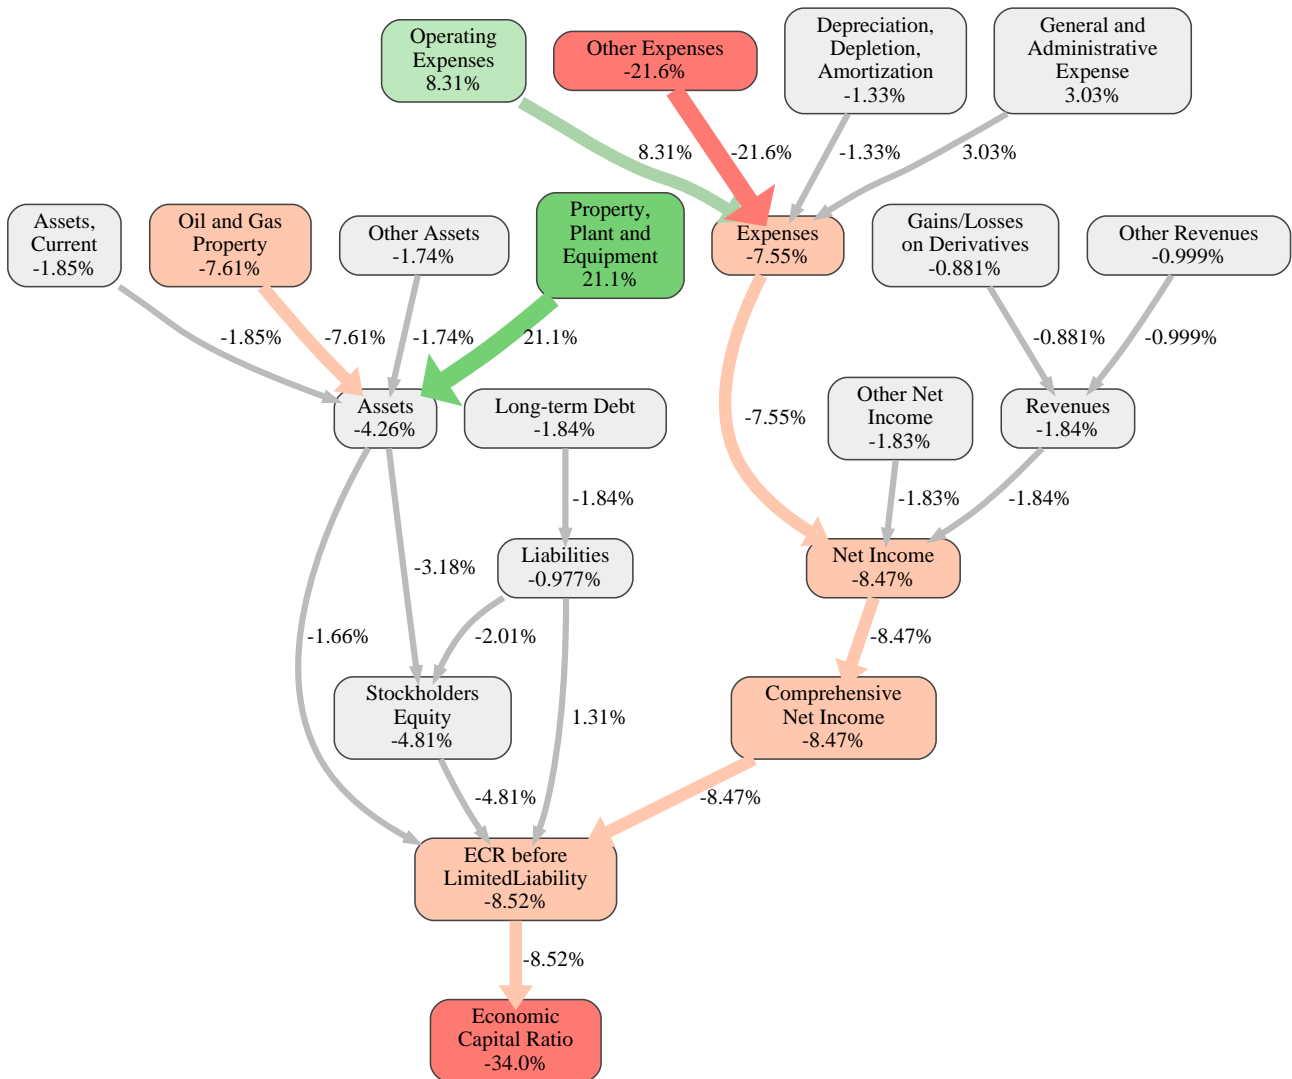 Operating
Expenses
8.31%
Other Expenses
-21.6%
Depreciation,
Depletion,
Amortization
-1.33%
General and
Administrative
Expense
3.03%
8.31%
-21.6%
-1.33%
3.03%
Assets,
Current
-1.85%
Oil and Gas
Property
-7.61%
Other Assets
-1.74%
Property,
Plant and
Equipment
21.1%
Expenses
-7.55%
Gains/Losses
on Derivatives
-0.881%
Other Revenues
-0.999%
-1.85%
-7.61%
-1.74%
21.1%
-0.881%
-0.999%
Assets
-4.26%
Long-term Debt
-1.84%
-7.55%
Other Net
Income
-1.83%
Revenues
-1.84%
-1.84%
-1.83%
-1.84%
-3.18%
Liabilities
-0.977%
Net Income
-8.47%
-1.66%
-2.01%
-8.47%
Stockholders
Equity
-4.81%
1.31%
Comprehensive
Net Income
-8.47%
-4.81%
-8.47%
ECR before
LimitedLiability
-8.52%
-8.52%
Economic
Capital Ratio
-34.0%